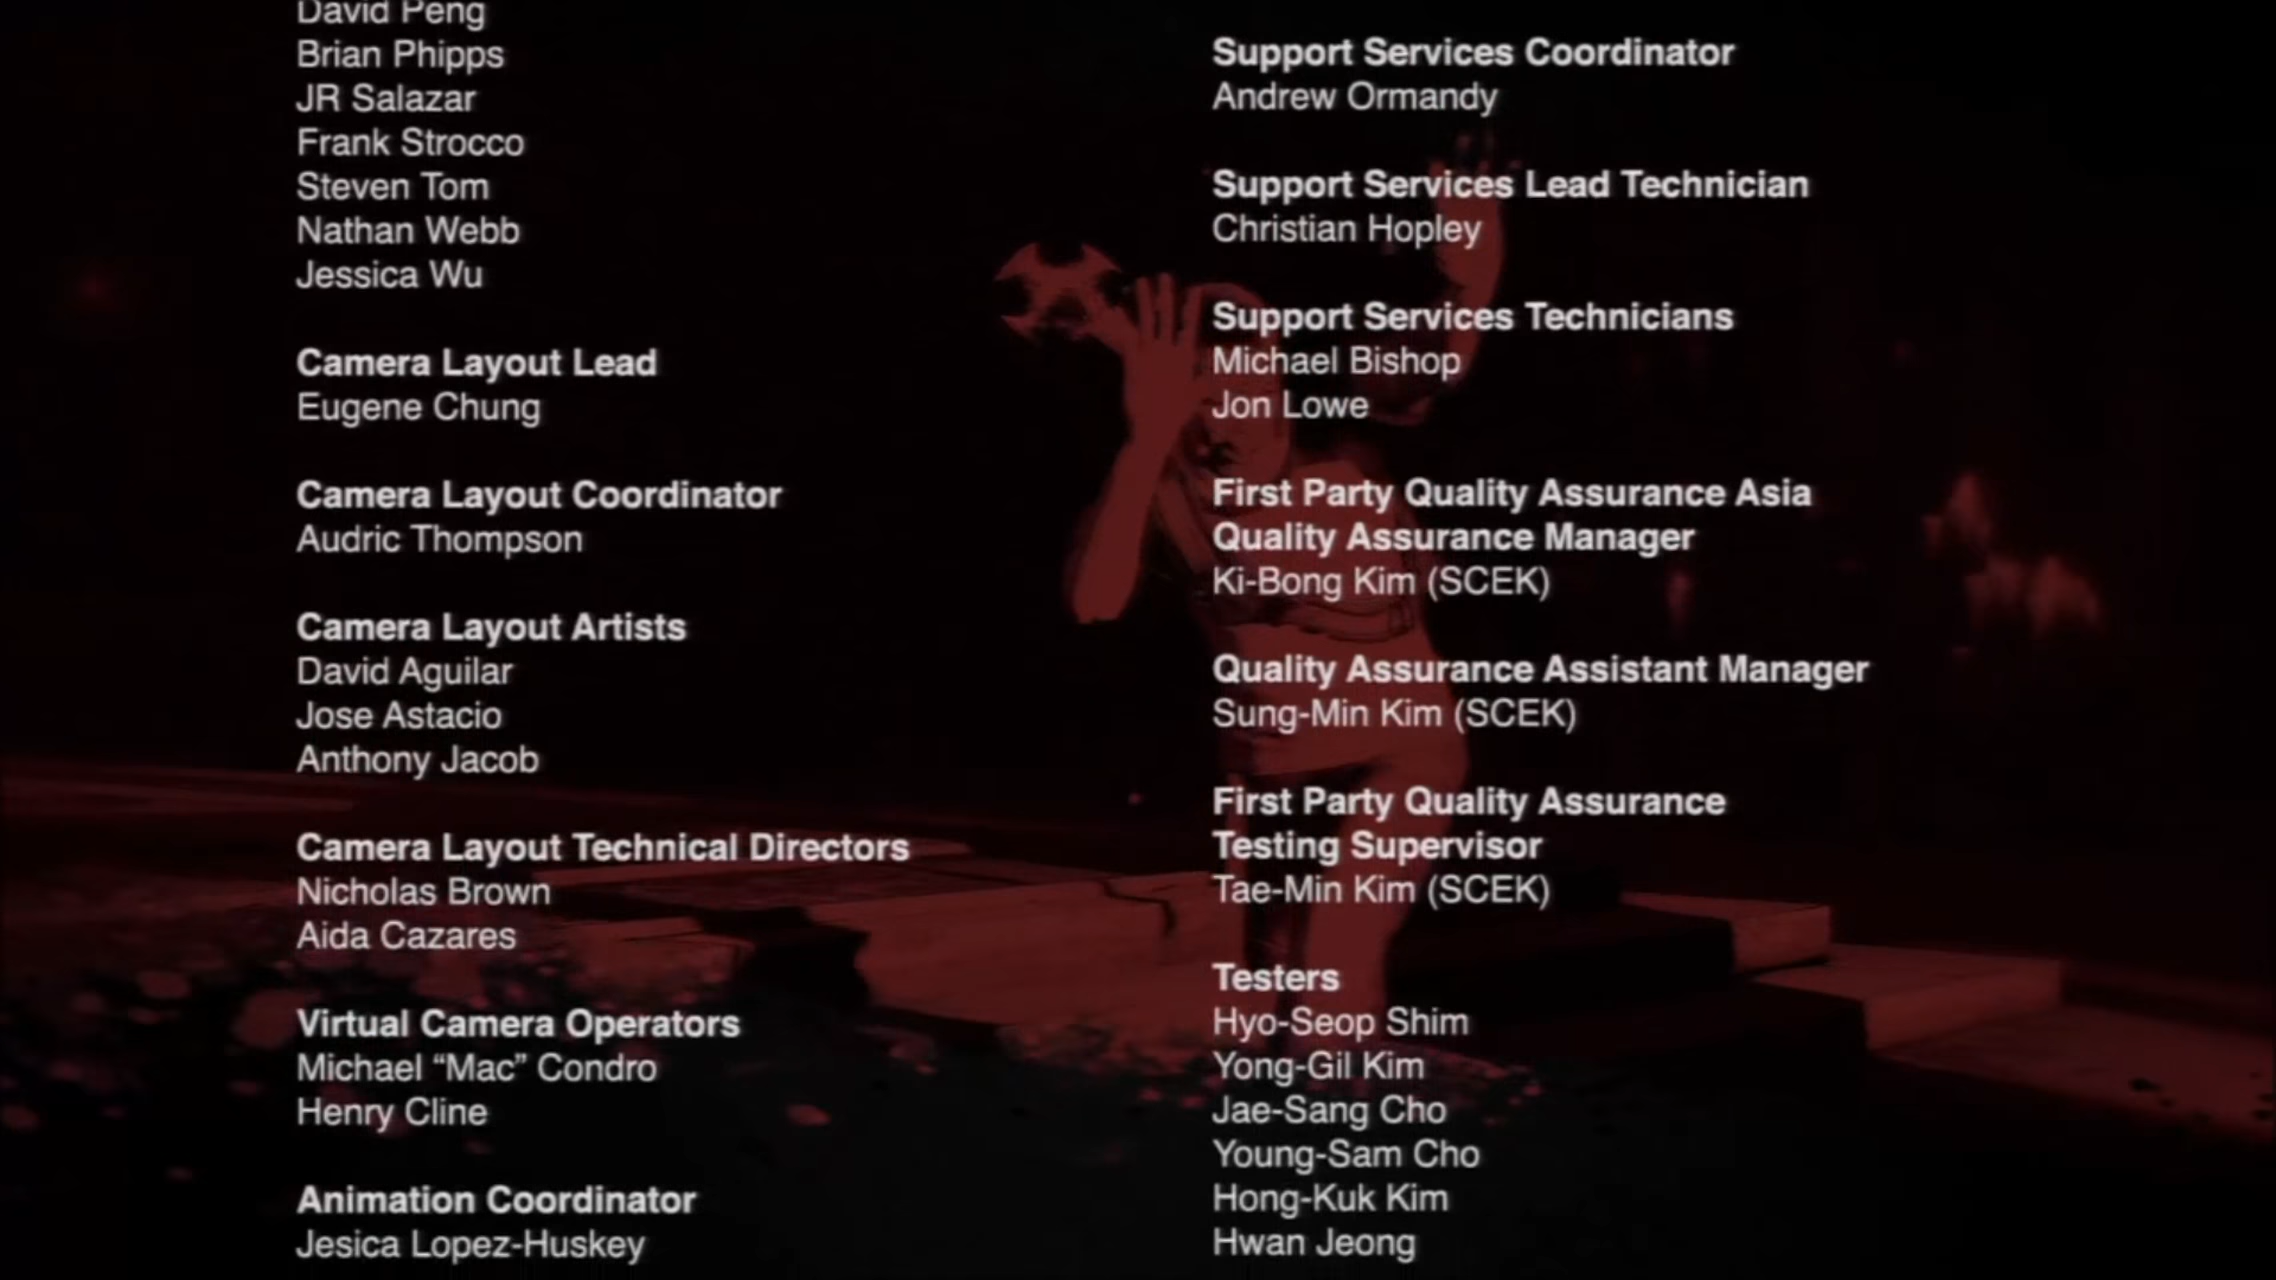 David Peng
Brian Phipps
JR Salazar
Frank Strocco
Steven Tom
Nathan Webb
Jessica Wu
Camera Layout Lead
Eugene Chung
Camera Layout Coordinator
Audric Thompson
Camera Layout Artists
David Aguilar
Jose Astacio
Anthony Jacob
Camera Layout Technical Directors
Nicholas Brown
Aida Cazares
Virtual Camera Operators
Michael “Mac” Condro
Henry Cline
Animation Coordinator
Jesica Lopez-Huskey
Support Services Coordinator
Andrew Ormandy
Support Services Lead Technician
Christian Hopley
Support Services Technicians
Michael Bishop
Jon Lowe
First Party Quality Assurance Asia
Quality Assurance Manager
Ki-Bong Kim (SCEK)
Quality Assurance Assistant Manager
Sung-Min Kim (SCEK)
First Party Quality Assurance
Testing Supervisor
Tae-Min Kim (SCEK)
Testers
Hyo-Seop Shim
Yong-Gil Kim
Jae-Sang Cho
Young-Sam Cho
Hong-Kuk Kim
Hwan Jeong